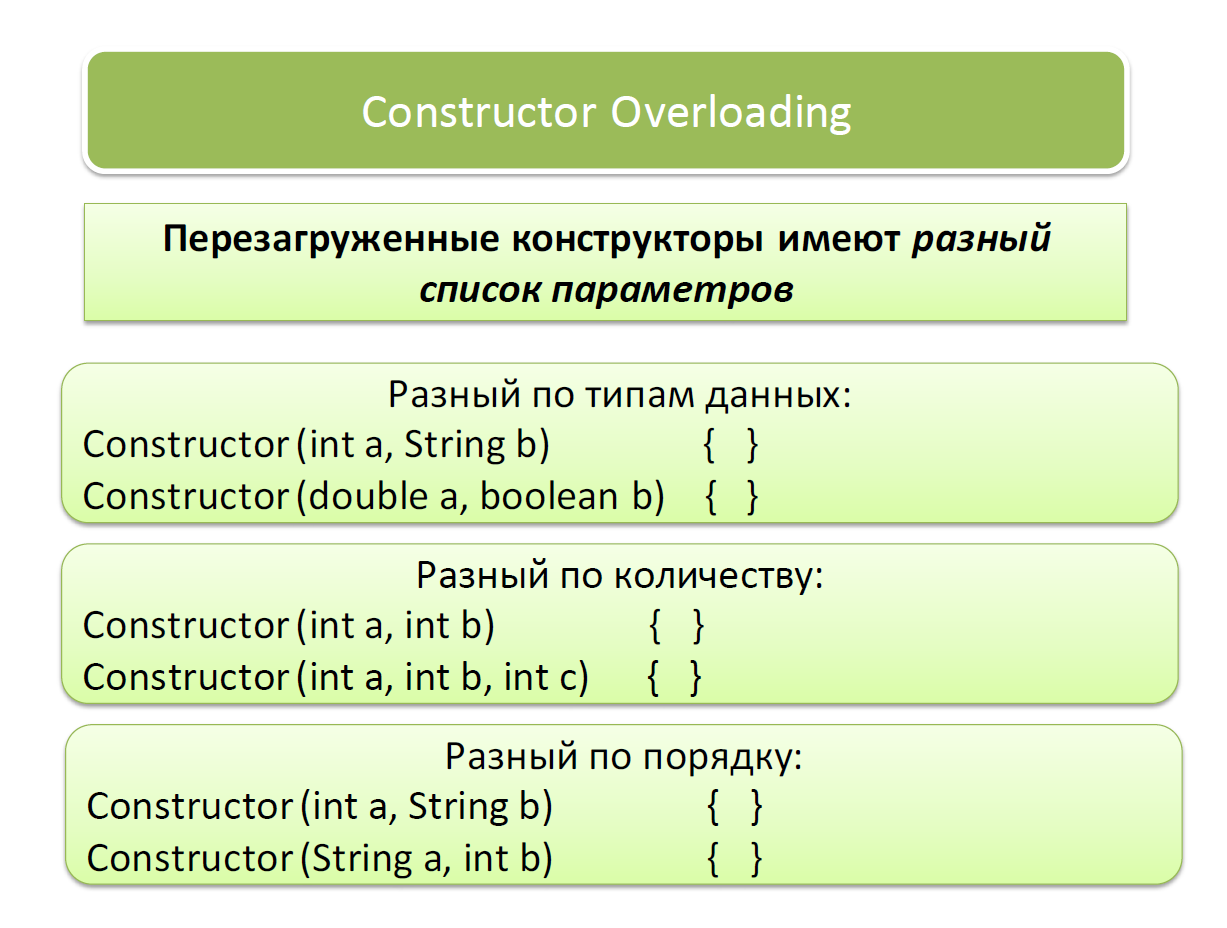 Constructor Overloading
Перезагруженные конструкторы имеют разный
список параметров
Разный по типам данных:
Constructor(int a, String b) { }
Constructor(double a, boolean b) { }
Разный по количеству:
Constructor(int a, int b) { }
Constructor(int a, int b, int c) { }
Разный по порядку:
Constructor(int a, String b) { }
Constructor(String a, int b) { }